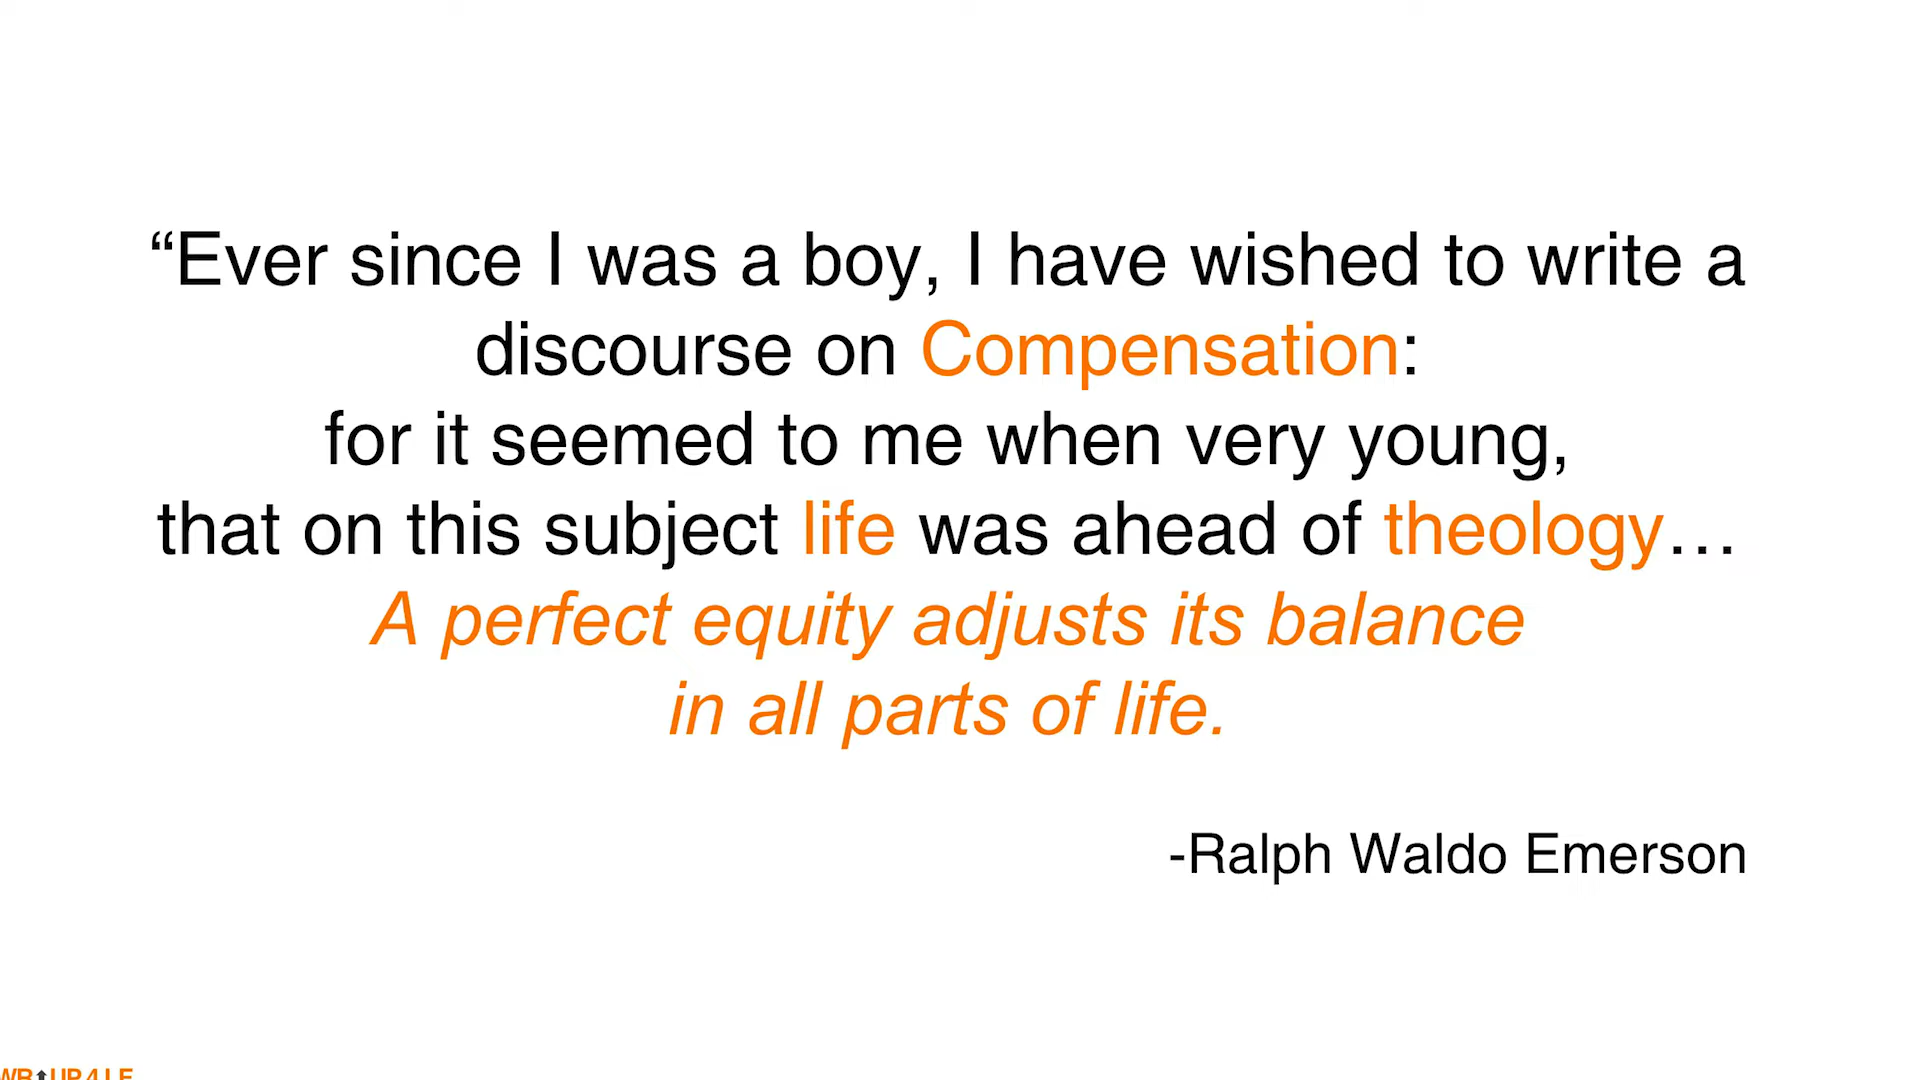 “Ever since I was a boy, I have wished to write a
discourse on Compensation:
for it seemed to me when very young,
that on this subject life was ahead of theology…
A perfect equity adjusts its balance
in all parts of life.
-Ralph Waldo Emerson